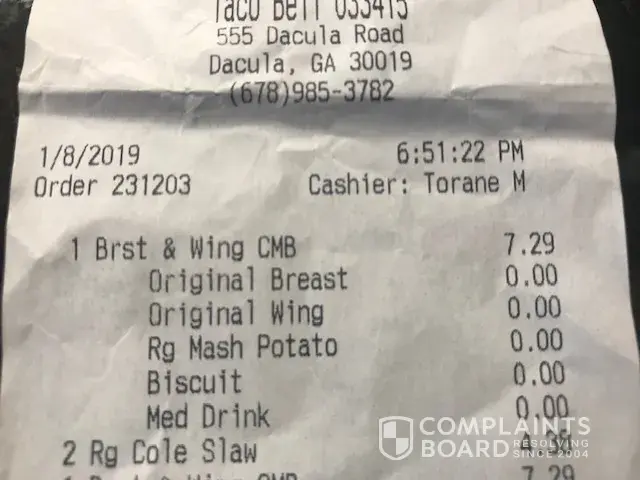 Taco Bell 033415
555 Dacula Road
Dacula, GA 30019
(678)985-3782
1/8/2019 6:51:22 PM
Order 231203 Cashier: Torane M
1 Brst & Wing CMB 7.29
Original Breast 0.00
Original Wing 0.00
Rg Mash Potato 0.00
Biscuit 0.00
Med Drink 0.00
2 Rg Cole Slaw
7.29
COMPLAINTS
BOARD RESOLVING
SINCE 2004